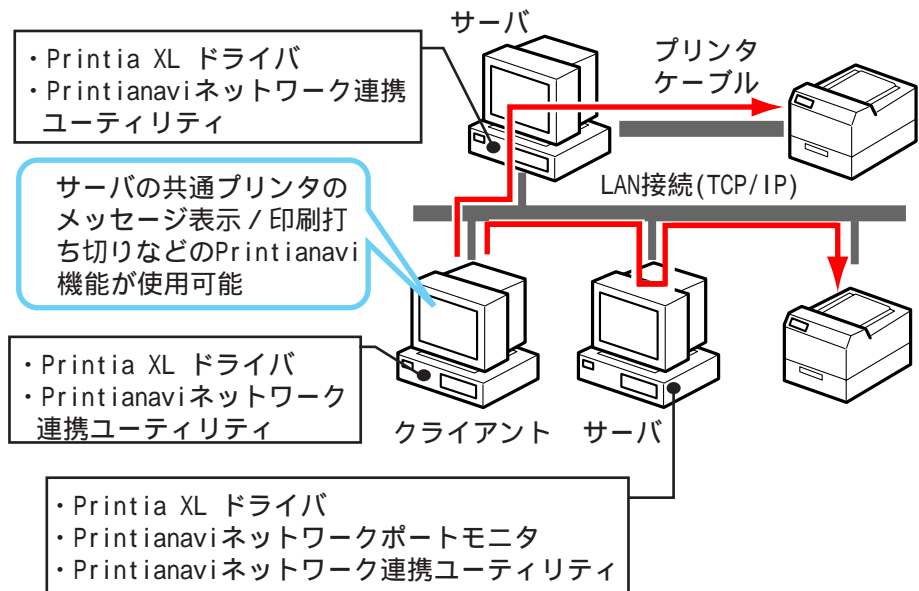 サーバ
・Printia XL ドライバ
・Printianaviネットワーク連携
ユーティリティ
プリンタ
ケーブル
サーバの共通プリンタの
メッセージ表示/印刷打
ち切りなどのPrintianavi
機能が使用可能
LAN接続(TCP/IP)
・Printia XL ドライバ
・Printianaviネットワーク
連携ユーティリティ
クライアント
サーバ
・Printia XL ドライバ
・Printianaviネットワークポートモニタ
・Printianaviネットワーク連携ユーティリティ